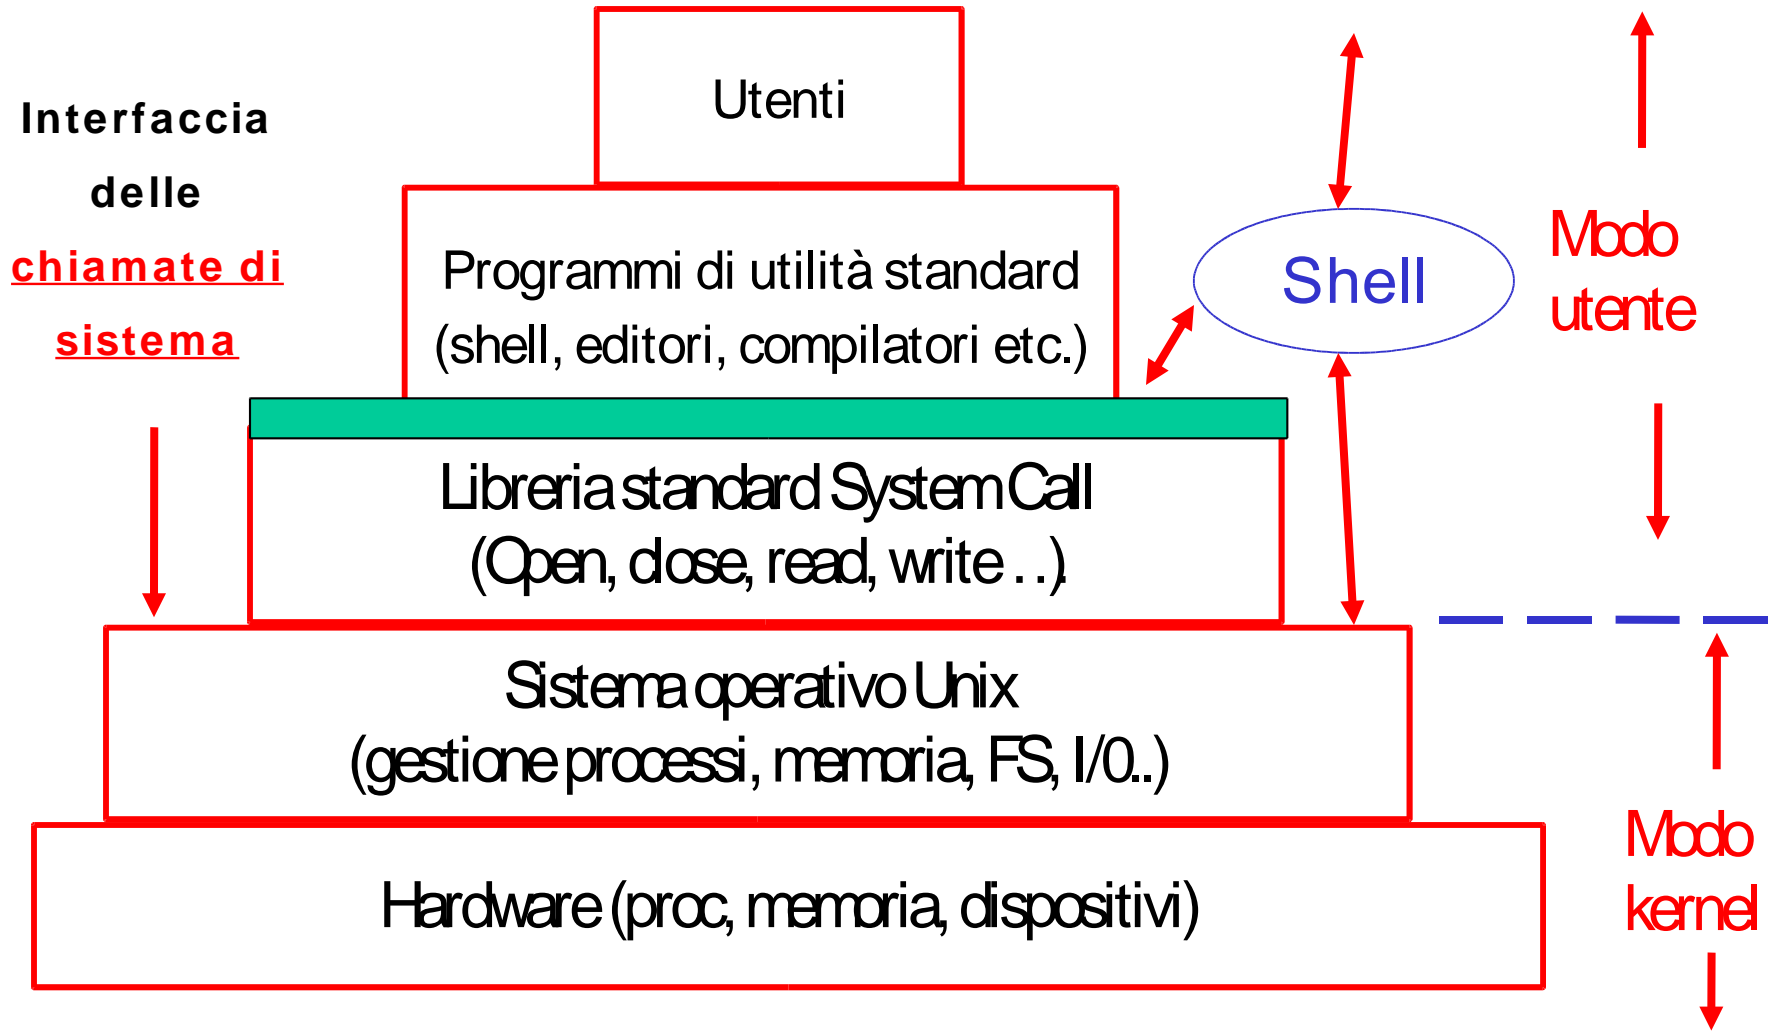 Utenti
Interfaccia
delle
chiamate di
sistema
Programmi di utilità standard
(shell, editori, compilatori etc.)
Shell
Modo
utente
Libreria standard System Call
(Open, close, read, write . ..)
Sistema operativo Unix
(gestione processi, memoria, FS, I/0..)
Modo
kernel
Hardware (proc, memoria, dispositivi)